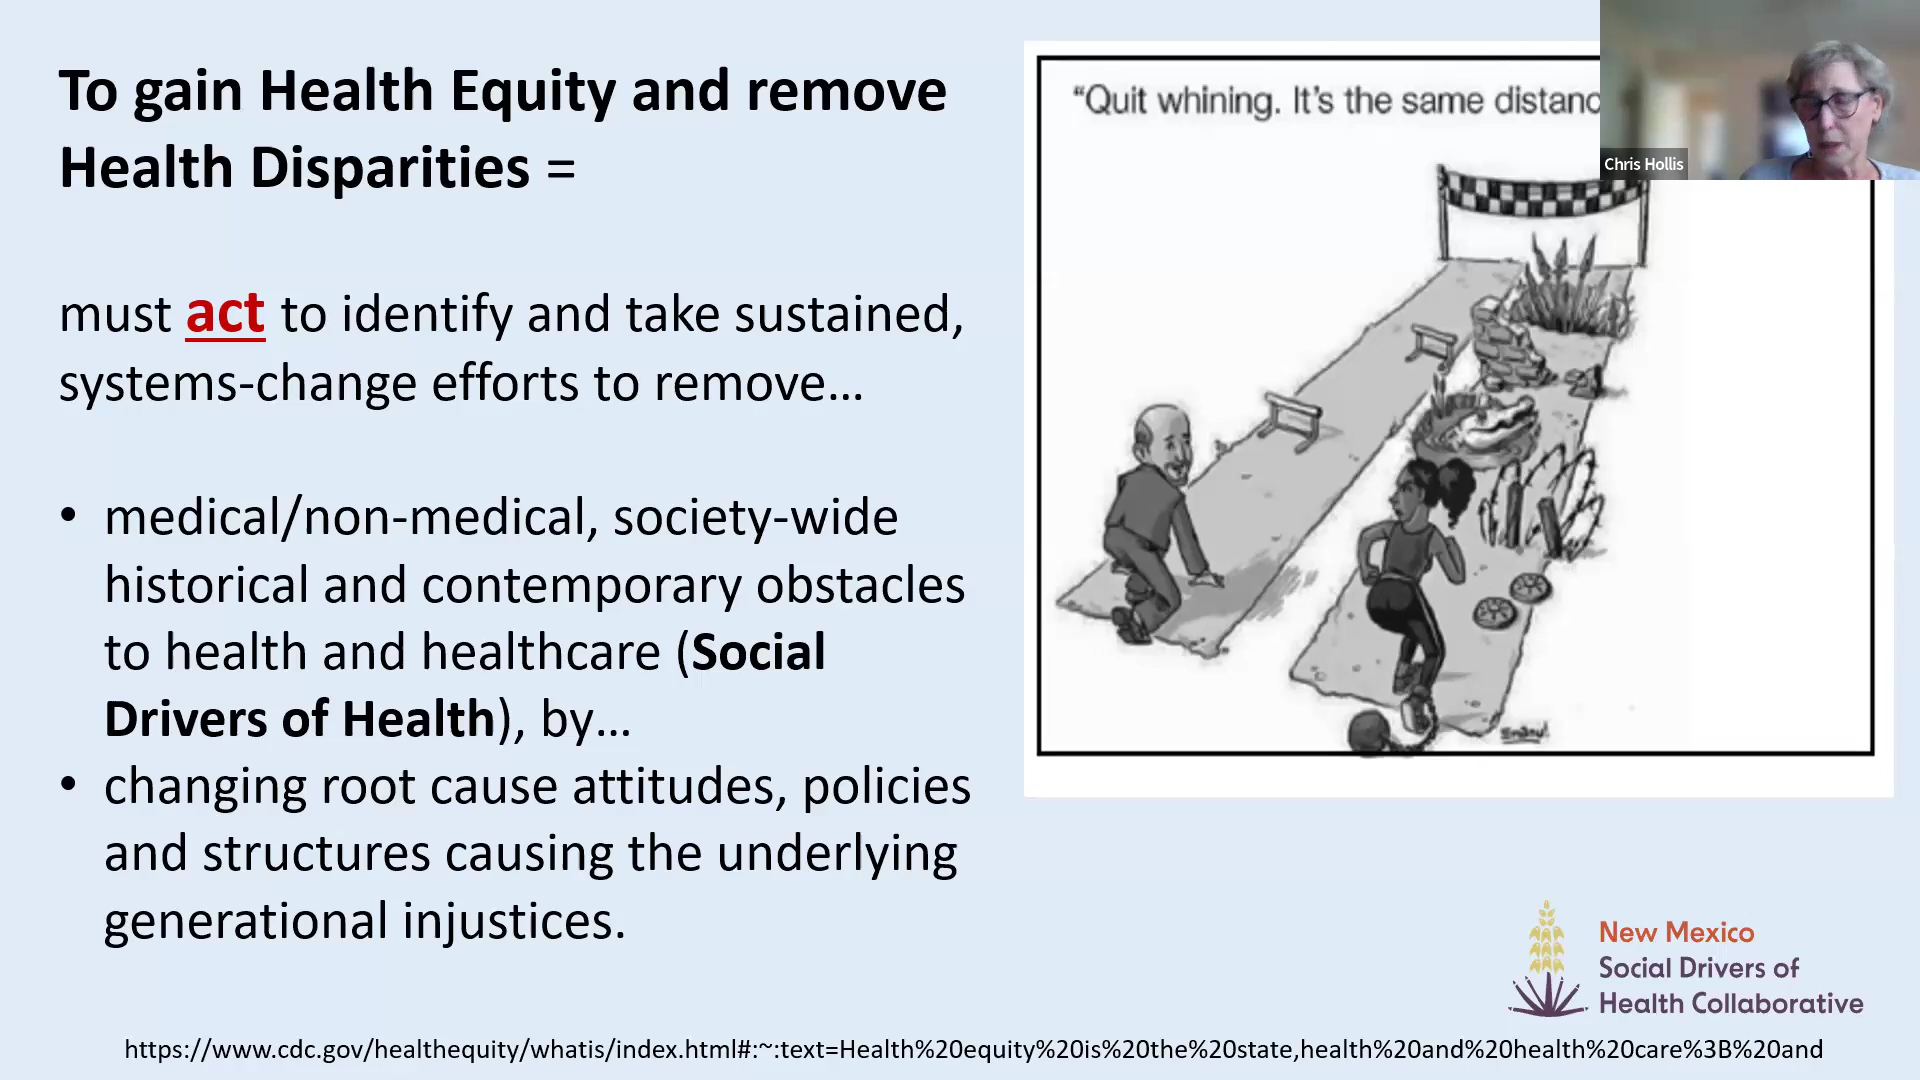 To gain Health Equity and remove
Health Disparities =
must act to identify and take sustained,
systems-change efforts to remove...
• medical/non-medical, society-wide
historical and contemporary obstacles
to health and healthcare (Social
Drivers of Health), by...
• changing root cause attitudes, policies
and structures causing the underlying
generational injustices.
“Quit whining. It's the same
Chris Hollis
New Mexico
Social Drivers of
Health Collaborative
https://www.cdc.gov/healthequity/whatis/index.html#:~:text=Health%20equity%20is%20the%20state,health%20and%20health%20care%3B%20and